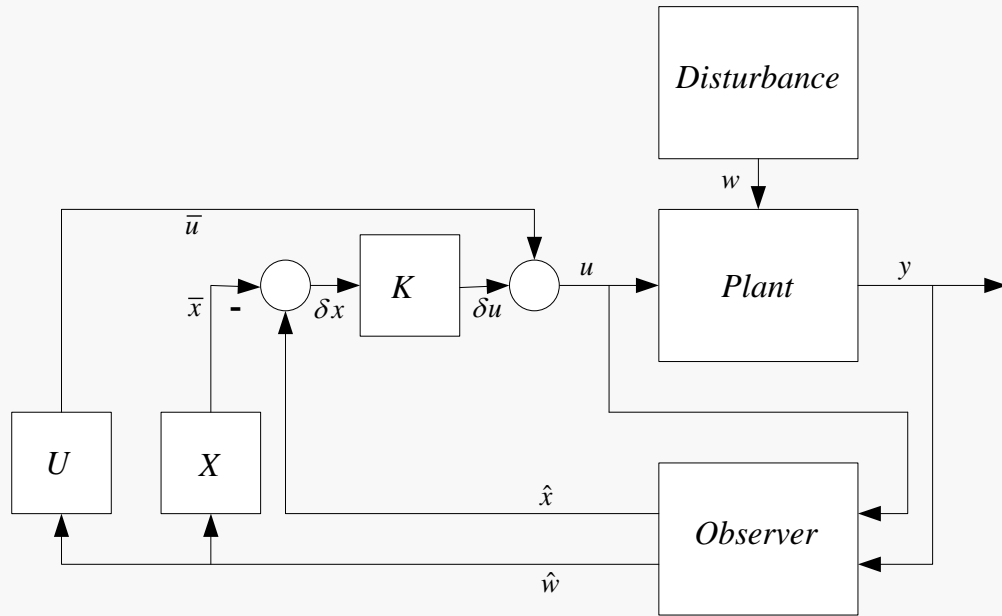 Disturbance
w
u̅
u
y
K
Plant
x̅
-
δx
δu
U
X
x̂
Observer
ŵ